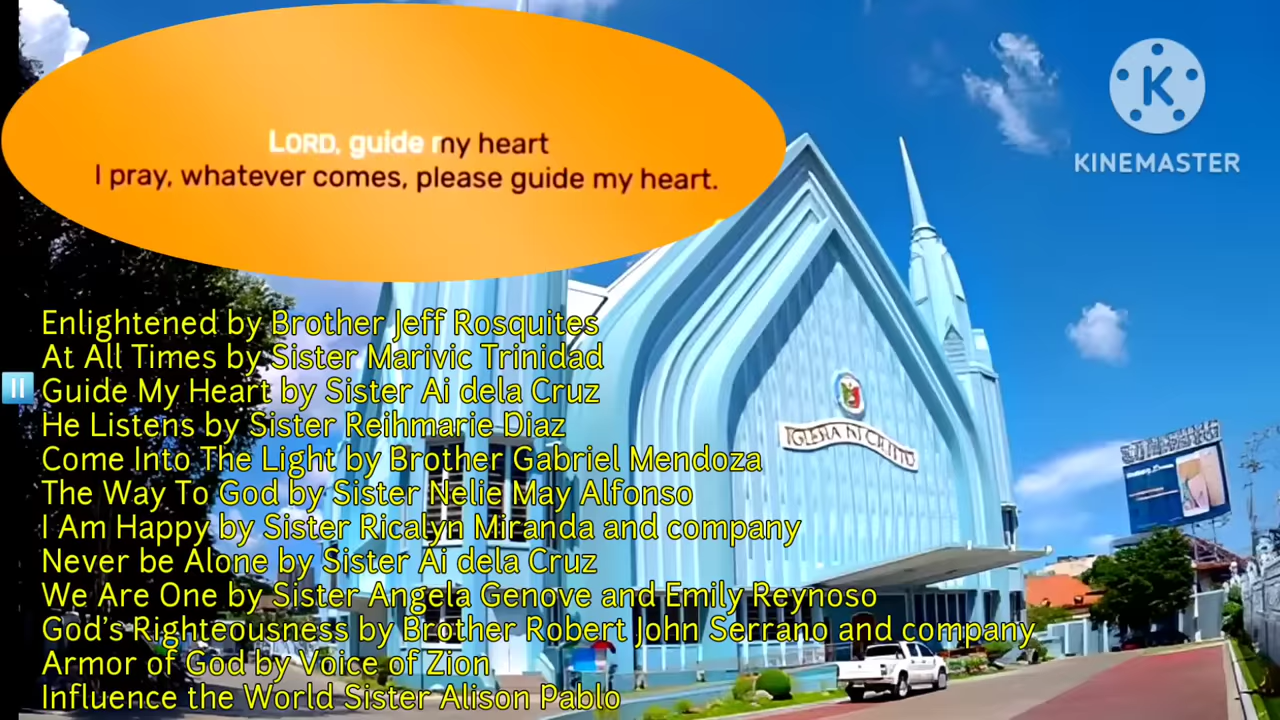 LORD, guide my heart
I pray, whatever comes, please guide my heart.
K
KINEMASTER
IGLESIA NI CRISTO
Enlightened by Brother Jeff Rosquites
At All Times by Sister Marivic Trinidad
Guide My Heart by Sister Ai dela Cruz
He Listens by Sister Reihmarie Diaz
Come Into The Light by Brother Gabriel Mendoza
The Way To God by Sister Nelie May Alfonso
I Am Happy by Sister Ricalyn Miranda and company
Never be Alone by Sister Ai dela Cruz
We Are One by Sister Angela Genove and Emily Reynoso
God's Righteousness by Brother Robert John Serrano and company
Armor of God by Voice of Zion
Influence the World Sister Alison Pablo